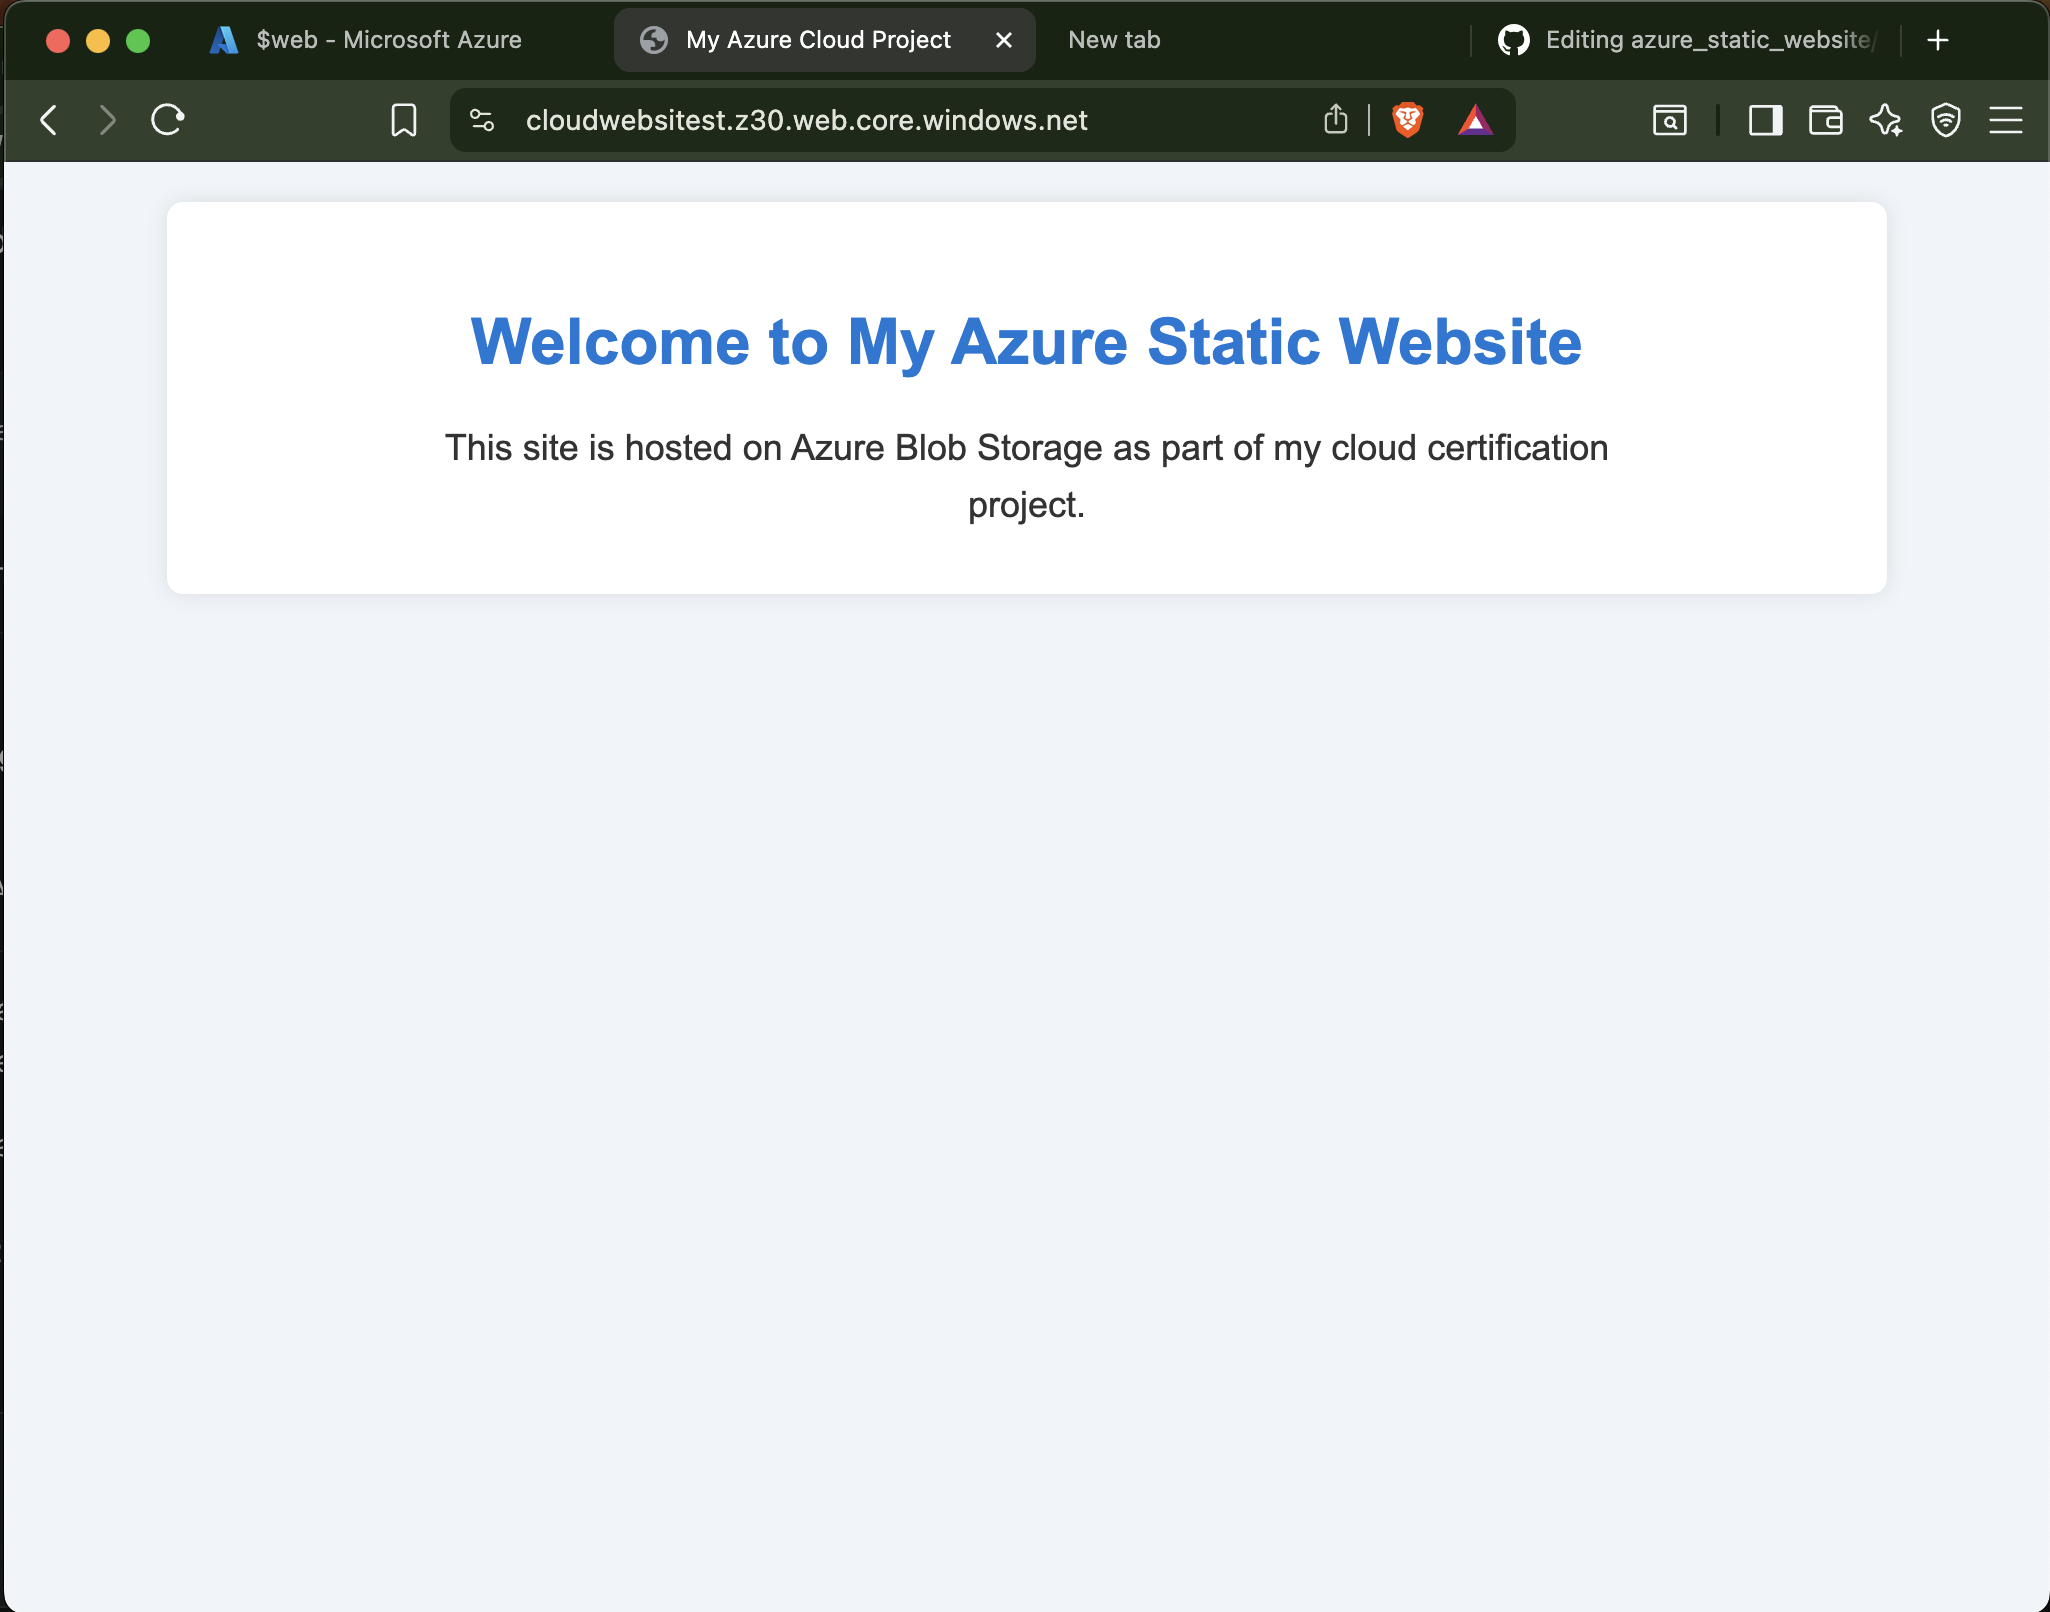 $web - Microsoft Azure
My Azure Cloud Project
New tab
Editing azure_static_website/
cloudwebsitest.z30.web.core.windows.net
Welcome to My Azure Static Website
This site is hosted on Azure Blob Storage as part of my cloud certification
project.